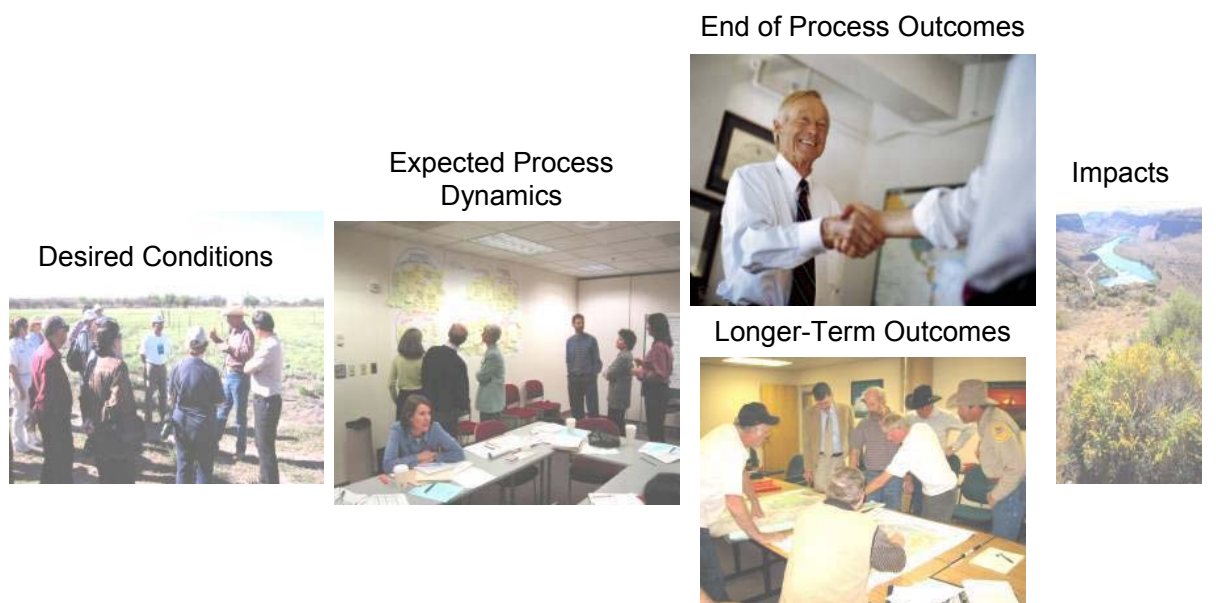 Desired Conditions
Expected Process
Dynamics
End of Process Outcomes
Longer-Term Outcomes
Impacts